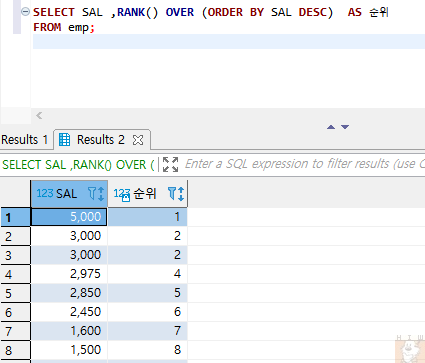 SELECT SAL ,RANK() OVER (ORDER BY SAL DESC)  AS 순위
FROM emp;
Results 1 Results 2
SELECT SAL ,RANK() OVER ( Enter a SQL expression to filter results (use C
123 SAL 123 순위
1 5,000 1
2 3,000 2
3 3,000 2
4 2,975 4
5 2,850 5
6 2,450 6
7 1,600 7
8 1,500 8